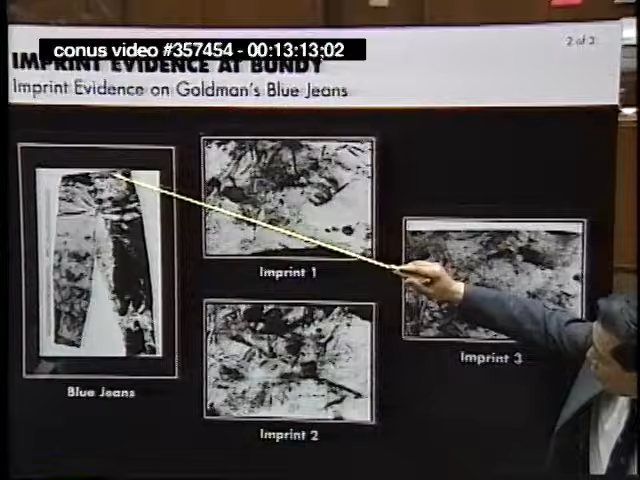 conus video #357454 - 00:13:13:02
2 of 3
IMPRINT EVIDENCE AT BUNDY
Imprint Evidence on Goldman's Blue Jeans
Imprint 1
Imprint 3
Blue Jeans
Imprint 2